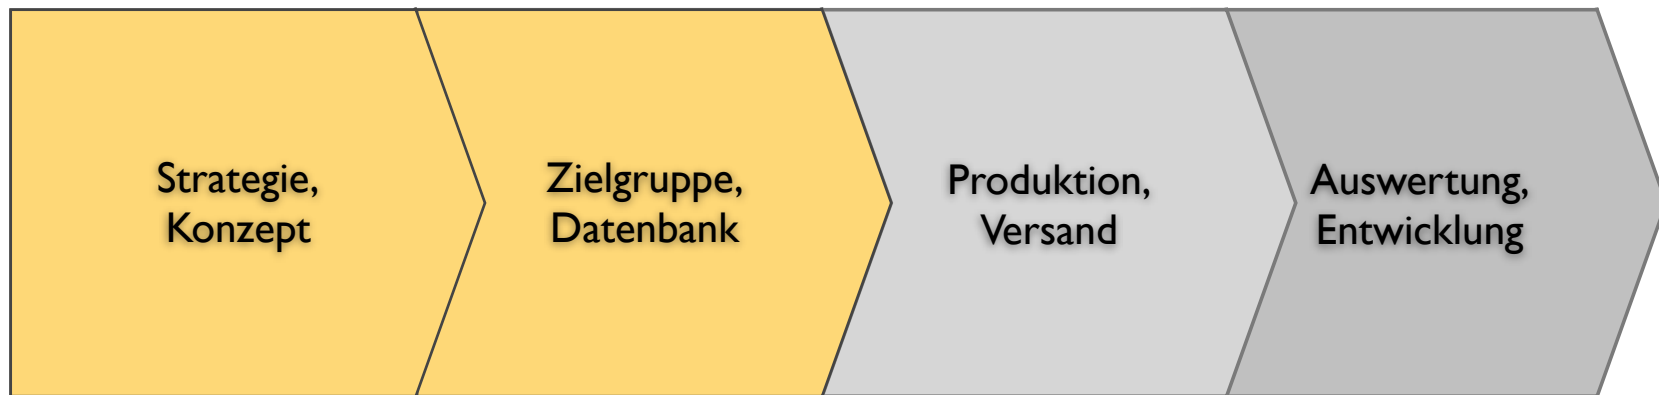 Strategie,
Konzept
Zielgruppe,
Datenbank
Produktion,
Versand
Auswertung,
Entwicklung